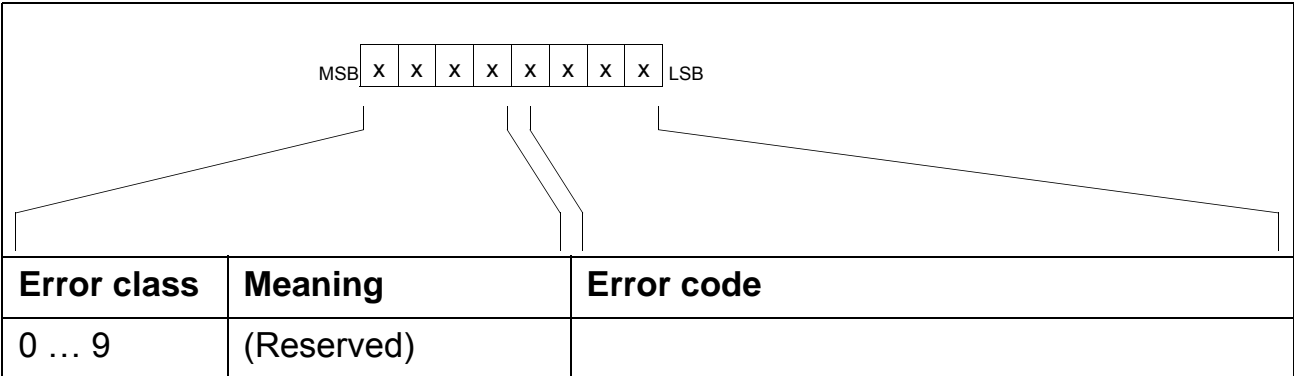 MSB x x x x x x x x LSB
Error class Meaning Error code
0 … 9 (Reserved)